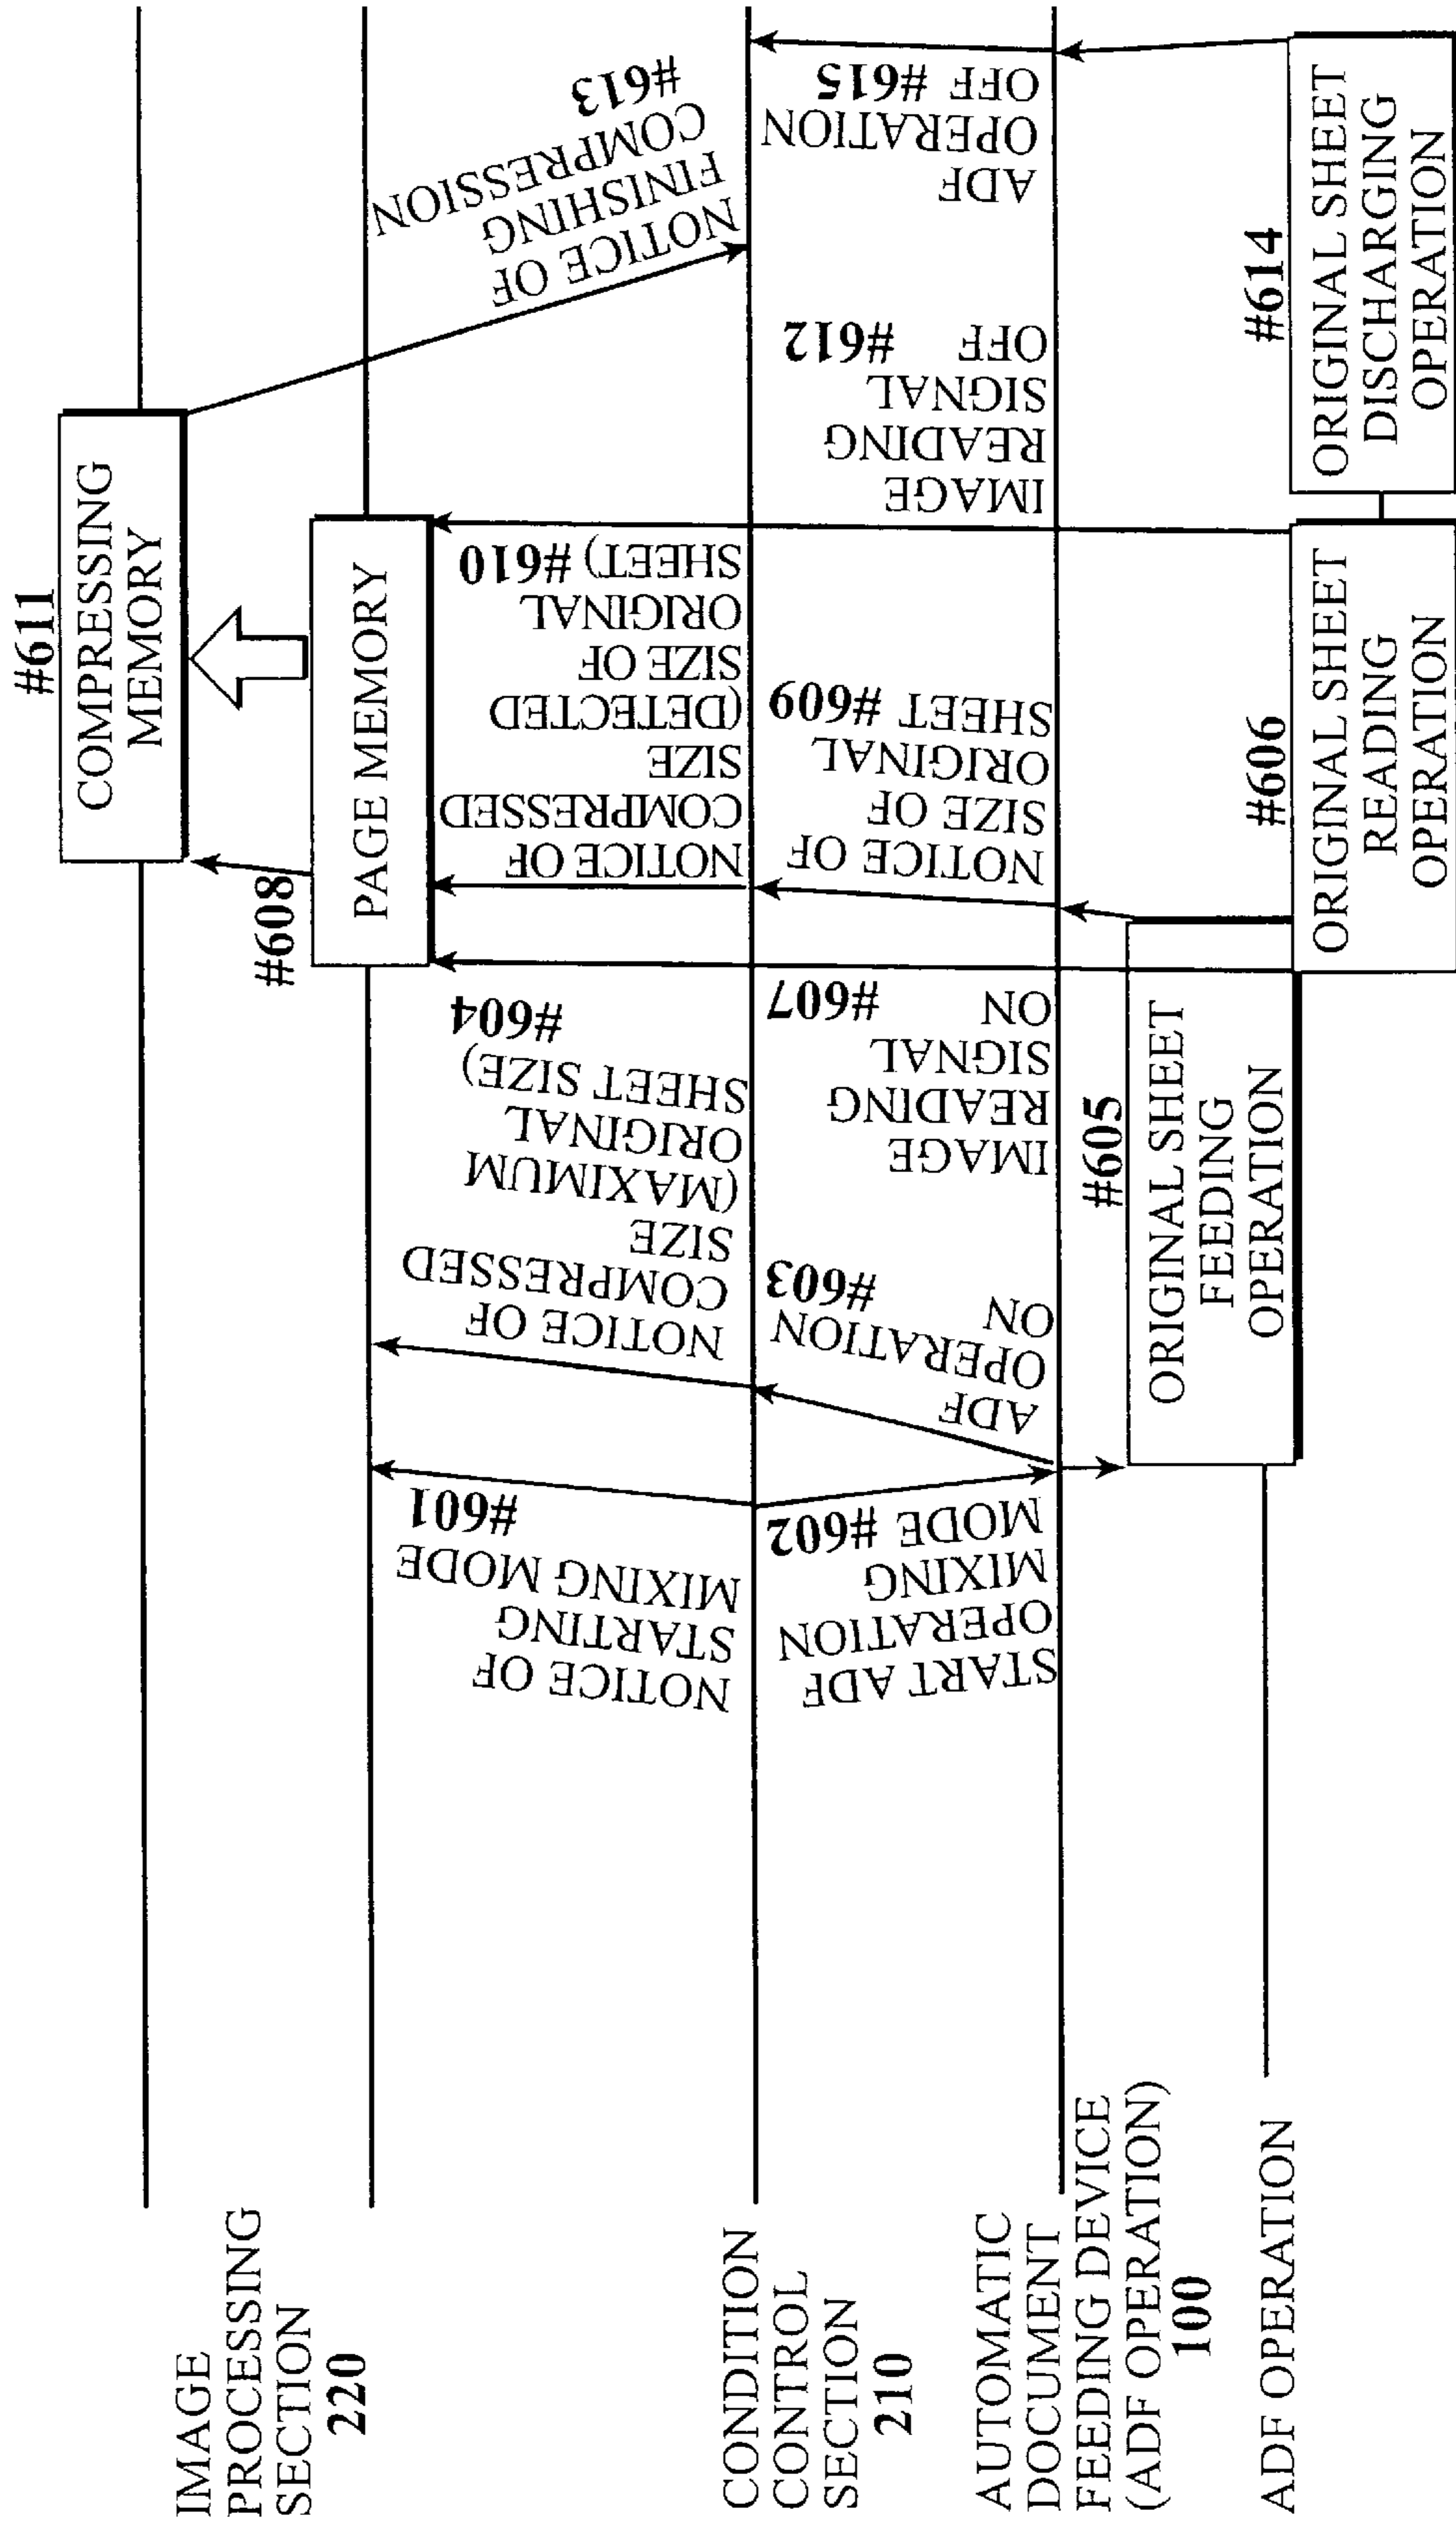 IMAGE
PROCESSING
SECTION
220
CONDITION
CONTROL
SECTION
210
AUTOMATIC
DOCUMENT
FEEDING DEVICE
(ADF OPERATION)
100
ADF OPERATION
NOTICE OF
STARTING
MIXING MODE
#601
START ADF
OPERATION
MIXING
MODE #602
ADF
OPERATION
ON
#603
NOTICE OF
COMPRESSED
SIZE
(MAXIMUM
ORIGINAL
SHEET SIZE)
#604
#605
ORIGINAL SHEET
FEEDING
OPERATION
#606
ORIGINAL SHEET
READING
OPERATION
IMAGE
READING
SIGNAL
ON #607
#608
PAGE MEMORY
NOTICE OF
SIZE OF
ORIGINAL
SHEET #609
NOTICE OF
COMPRESSED
SIZE
(DETECTED
SIZE OF
ORIGINAL
SHEET) #610
#611
COMPRESSING
MEMORY
IMAGE
READING
SIGNAL
OFF #612
NOTICE OF
FINISHING
COMPRESSION
#613
#614
ORIGINAL SHEET
DISCHARGING
OPERATION
ADF
OPERATION
OFF #615